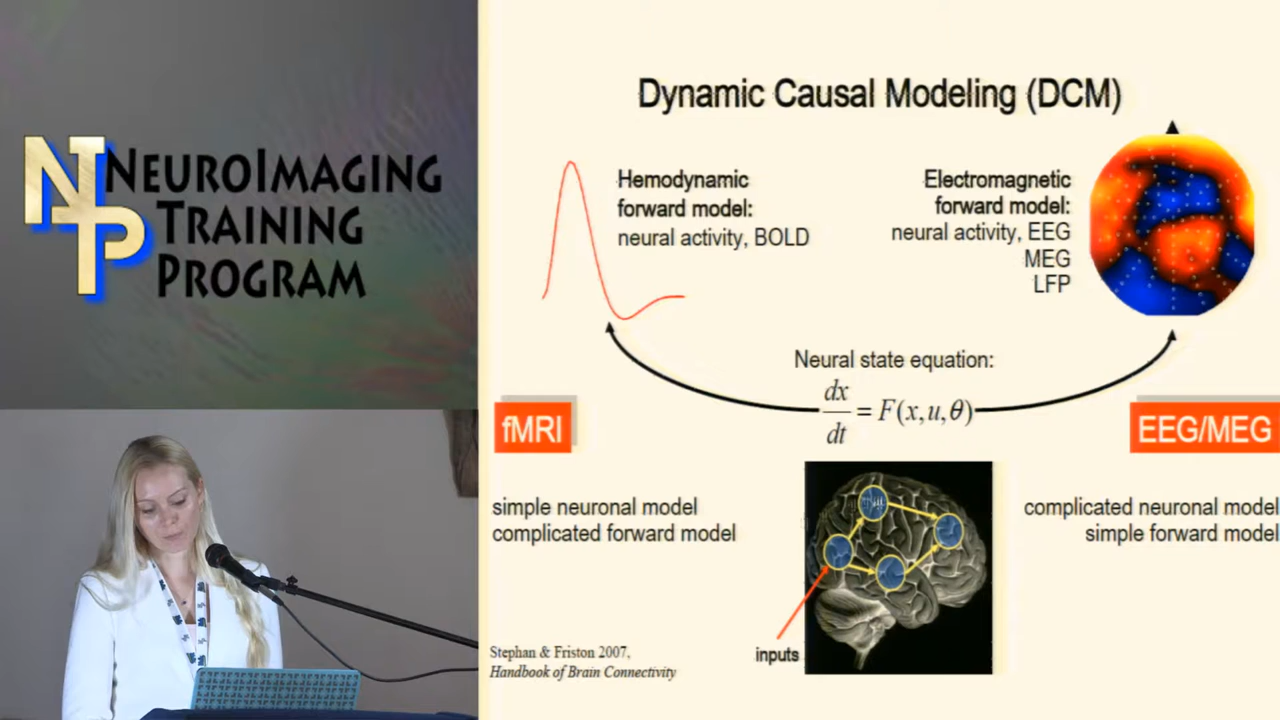 NTP
NEUROIMAGING
TRAINING
PROGRAM
Dynamic Causal Modeling (DCM)
Hemodynamic
forward model:
neural activity, BOLD
Electromagnetic
forward model:
neural activity, EEG
MEG
LFP
Neural state equation:
dx/dt = F(x, u, θ)
fMRI
EEG/MEG
simple neuronal model
complicated forward model
complicated neuronal model
simple forward model
inputs
Stephan & Friston 2007,
Handbook of Brain Connectivity